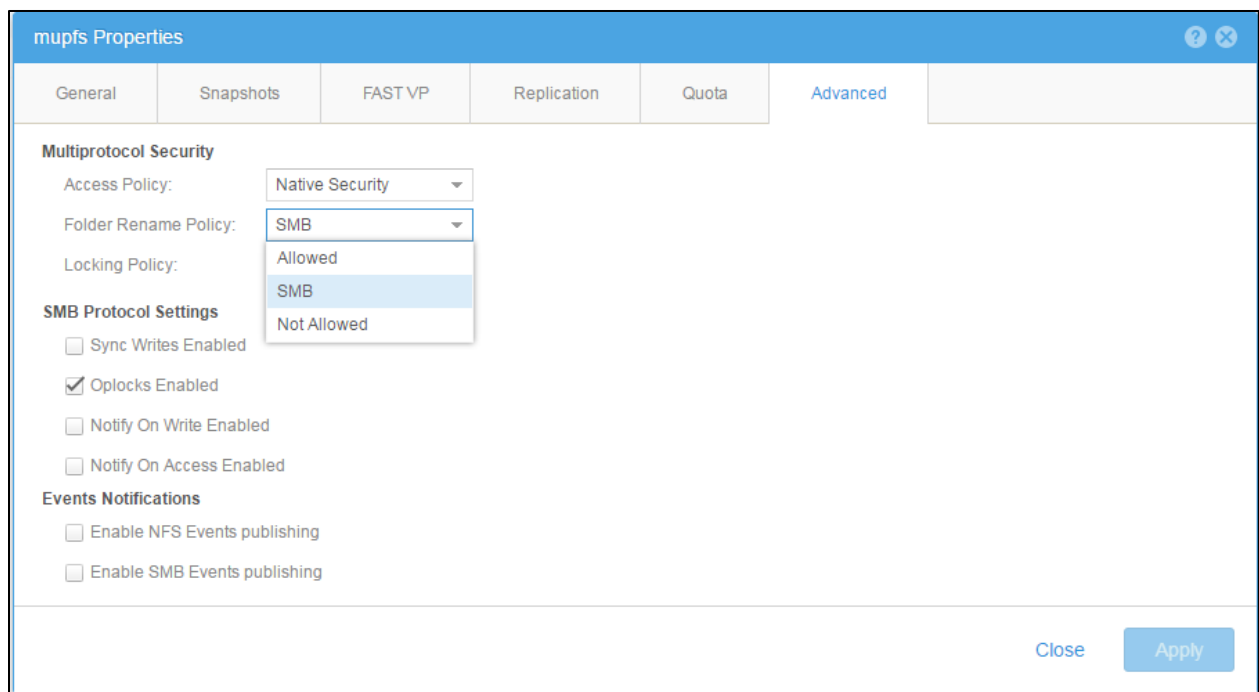 mupfs Properties
General Snapshots FAST VP Replication Quota Advanced
Multiprotocol Security
Access Policy: Native Security
Folder Rename Policy: SMB
Allowed
Locking Policy:
SMB
Not Allowed
SMB Protocol Settings
Sync Writes Enabled
Oplocks Enabled
Notify On Write Enabled
Notify On Access Enabled
Events Notifications
Enable NFS Events publishing
Enable SMB Events publishing
Close Apply